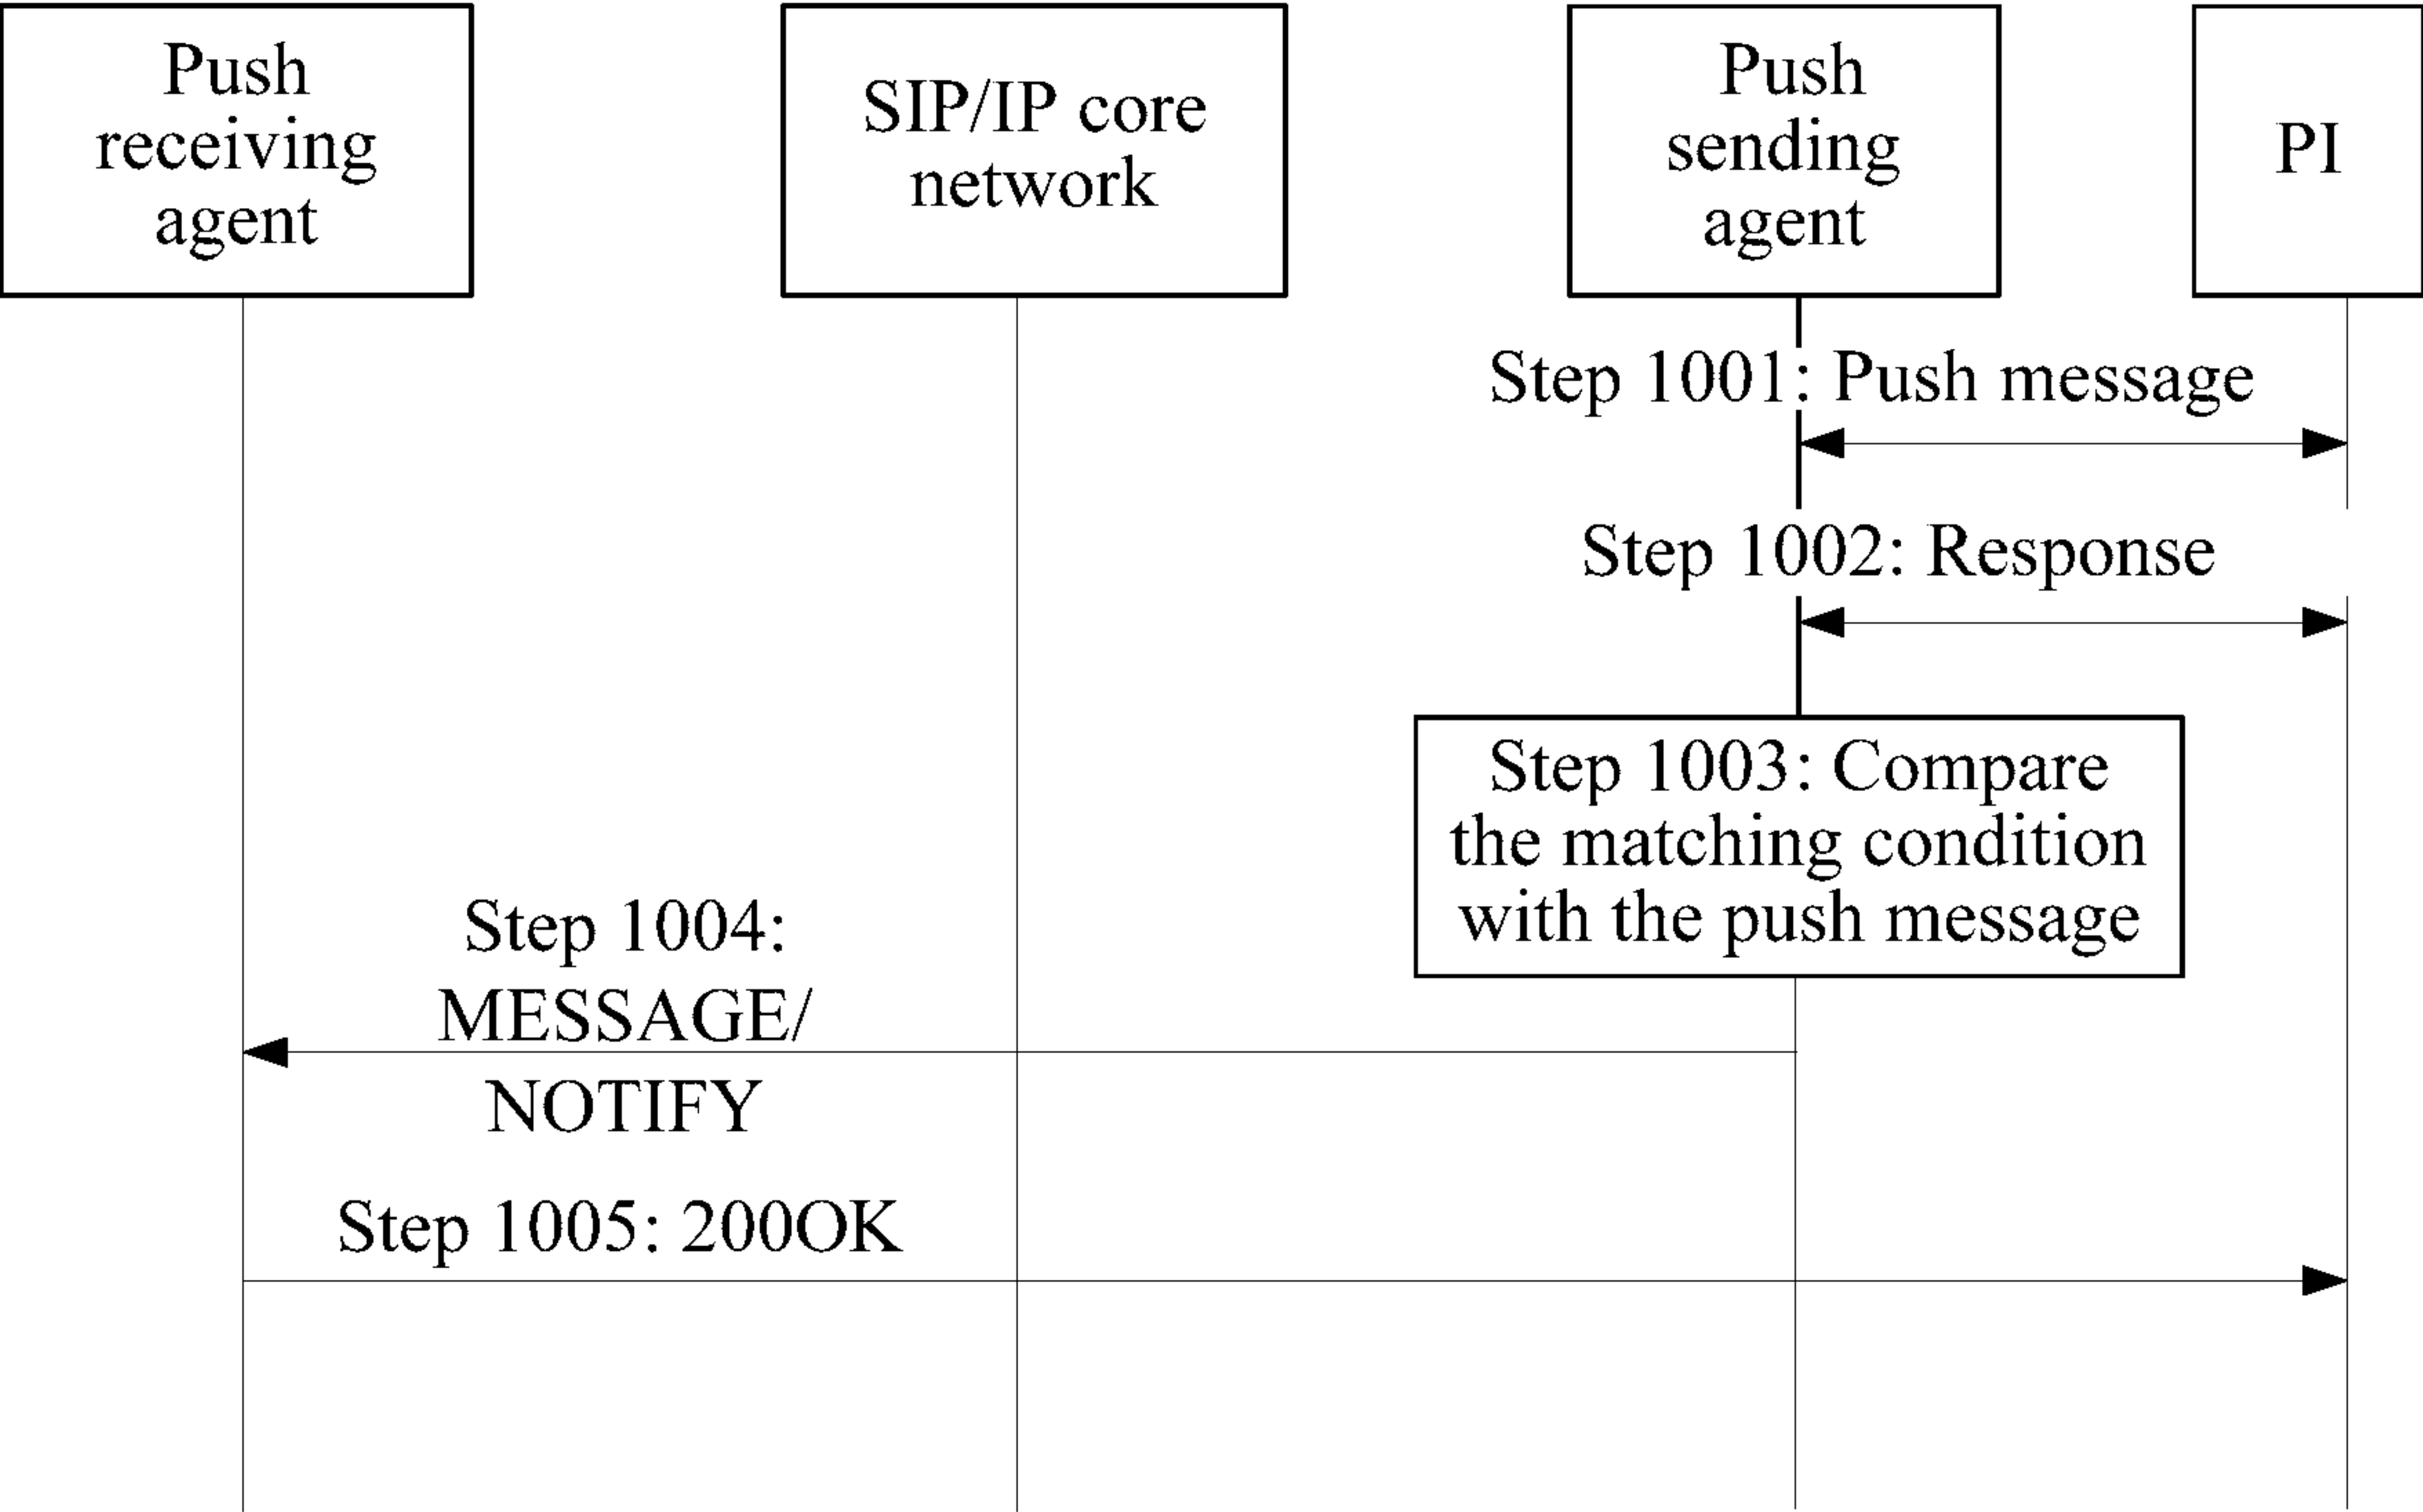 Push
receiving
agent
SIP/IP core
network
Push
sending
agent
PI
Step 1001: Push message
Step 1002: Response
Step 1003: Compare
the matching condition
with the push message
Step 1004:
MESSAGE/
NOTIFY
Step 1005: 200OK